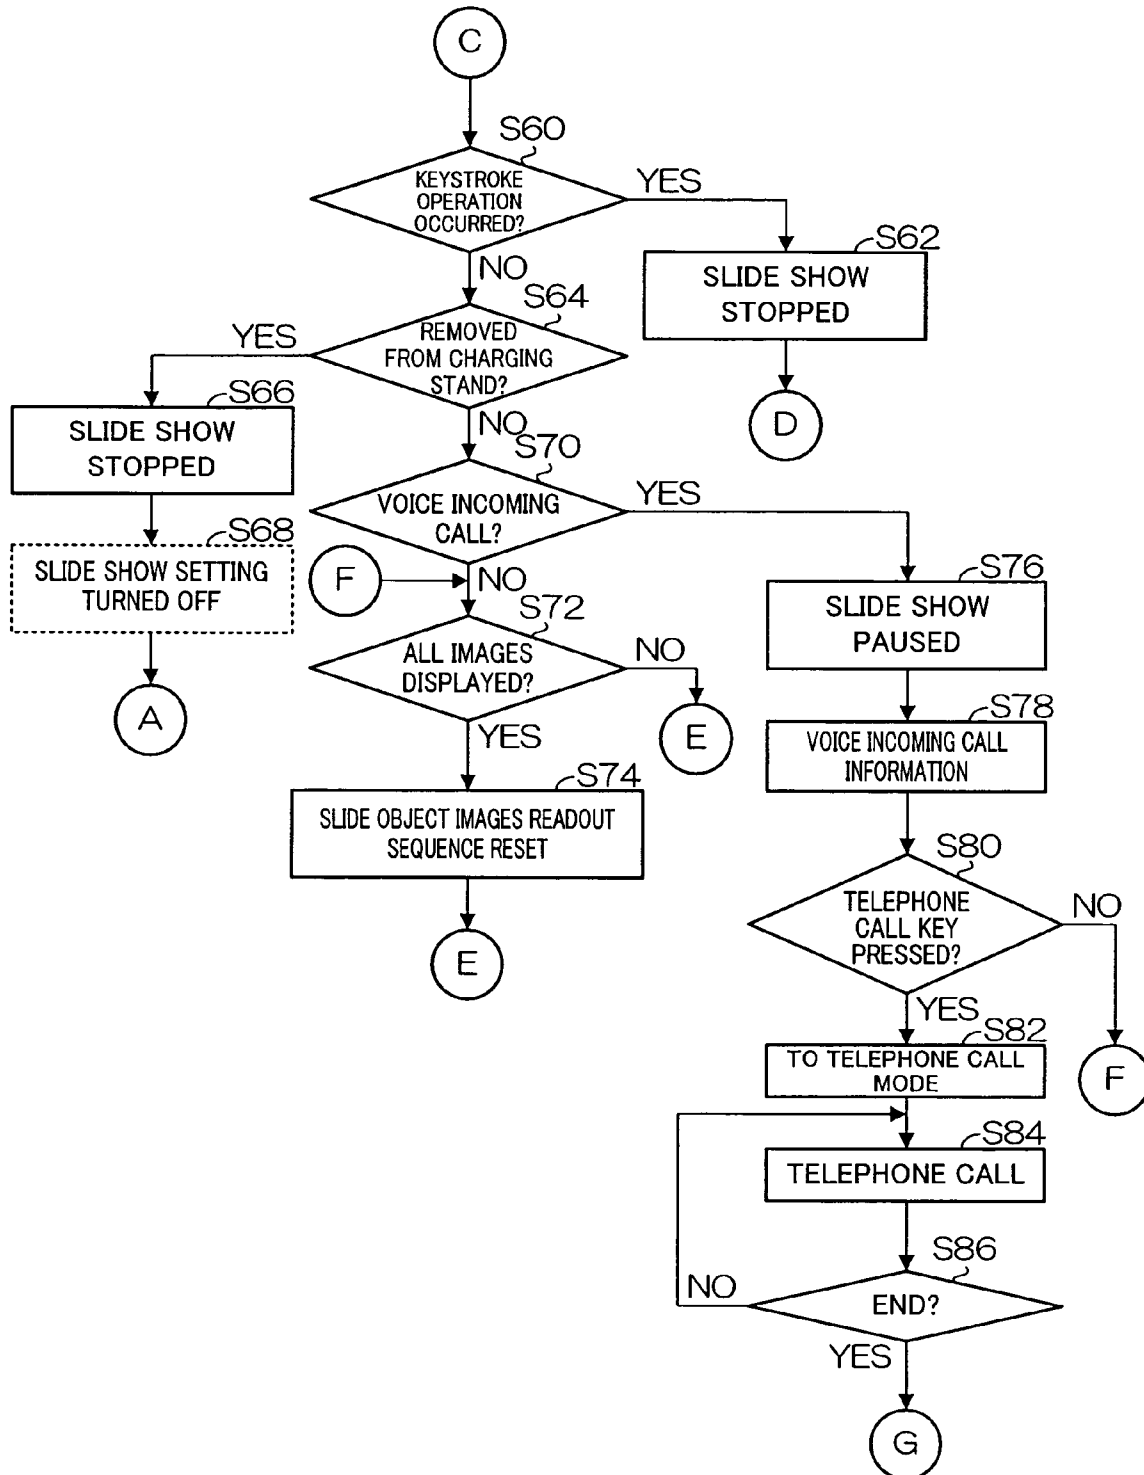 C
S60
KEYSTROKE
OPERATION
OCCURRED?
YES
NO
S62
SLIDE SHOW
STOPPED
D
S64
REMOVED
FROM CHARGING
STAND?
YES
NO
S66
SLIDE SHOW
STOPPED
S68
SLIDE SHOW SETTING
TURNED OFF
A
S70
VOICE INCOMING
CALL?
YES
NO
F
S72
ALL IMAGES
DISPLAYED?
NO
E
YES
S74
SLIDE OBJECT IMAGES READOUT
SEQUENCE RESET
E
S76
SLIDE SHOW
PAUSED
S78
VOICE INCOMING CALL
INFORMATION
S80
TELEPHONE
CALL KEY
PRESSED?
NO
F
YES
S82
TO TELEPHONE CALL
MODE
S84
TELEPHONE CALL
S86
END?
NO
YES
G